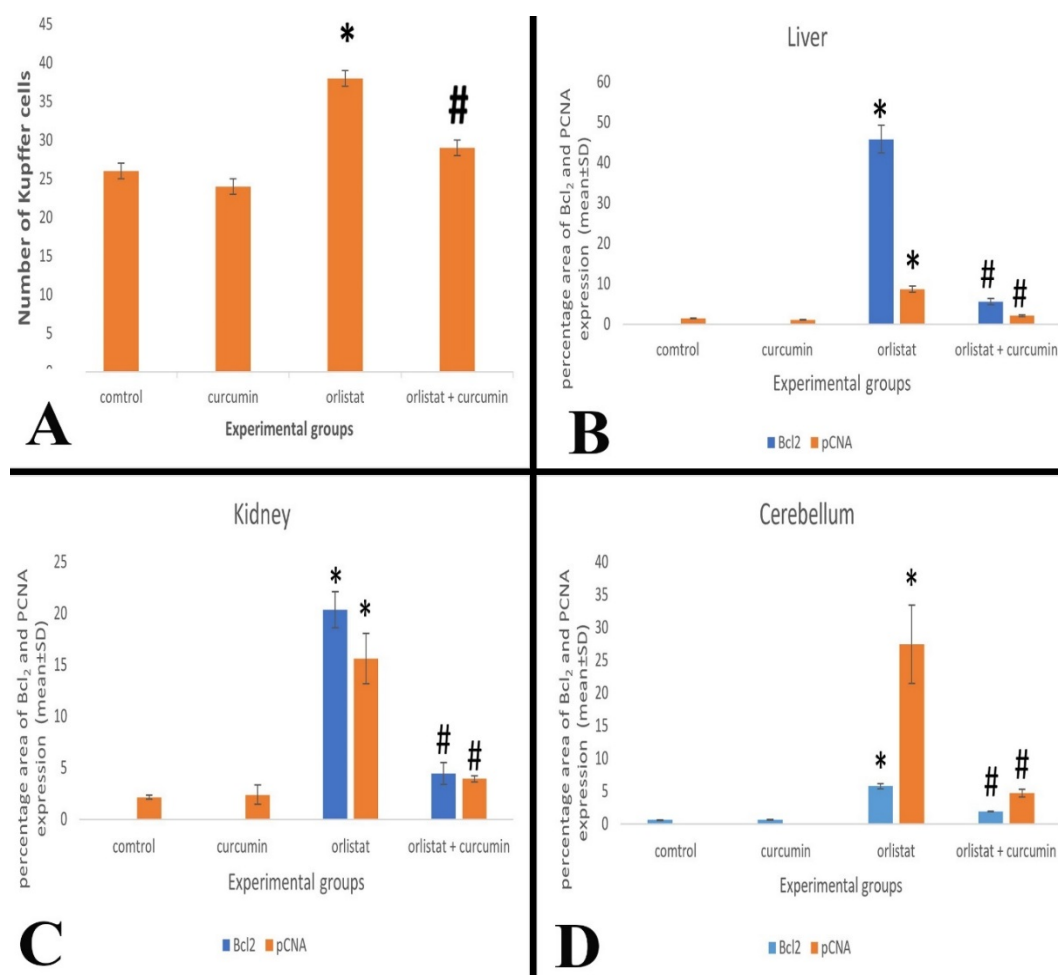 45
40
35
30
25
20
15
10
5
Number of Kupffer cells
*
#
comtrol
curcumin
orlistat
orlistat + curcumin
Experimental groups
A
Liver
60
50
40
30
20
10
0
percentage area of Bcl₂ and PCNA
expression (mean±SD)
*
*
#
#
comtrol
curcumin
orlistat
orlistat + curcumin
Experimental groups
Bcl2
pCNA
B
Kidney
25
20
15
10
5
0
percentage area of Bcl₂ and PCNA
expression (mean±SD)
*
*
#
#
comtrol
curcumin
orlistat
orlistat + curcumin
Experimental groups
Bcl2
pCNA
C
Cerebellum
40
35
30
25
20
15
10
5
0
percentage area of Bcl₂ and PCNA
expression (mean±SD)
*
*
#
#
comtrol
curcumin
orlistat
orlistat + curcumin
Experimental groups
Bcl2
pCNA
D